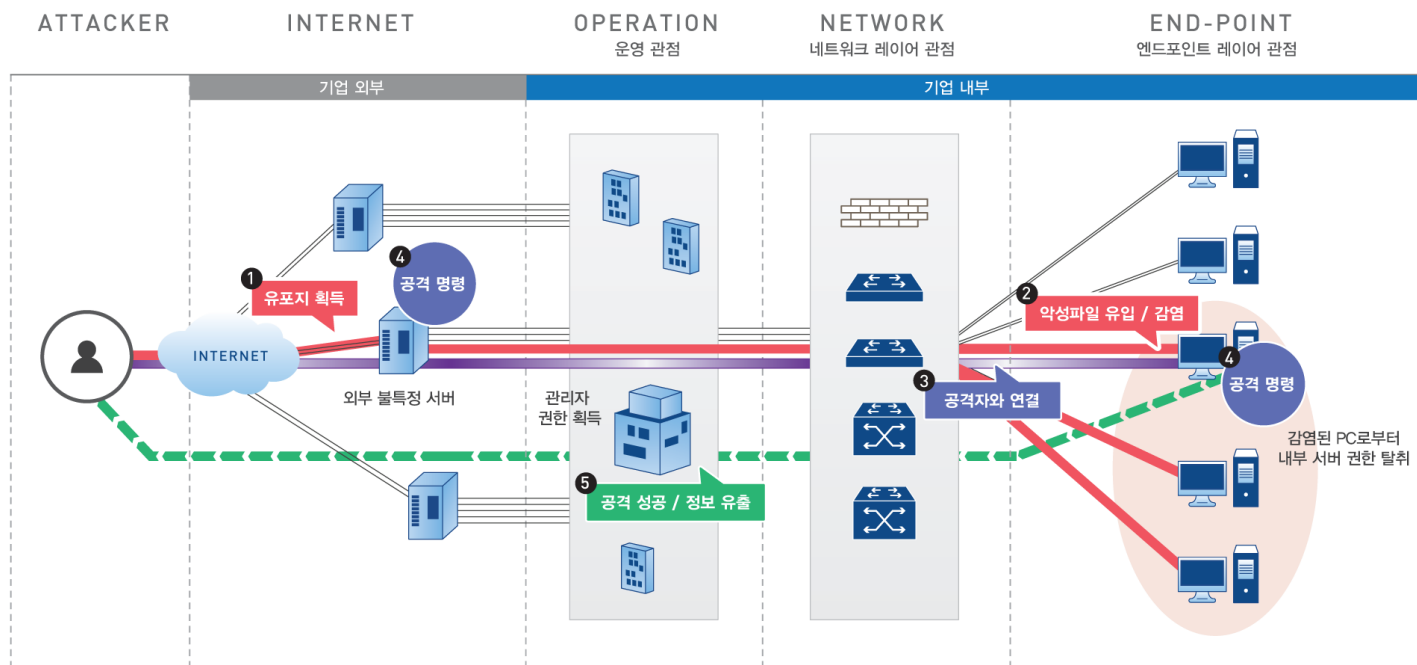 ATTACKER
INTERNET
OPERATION
운영 관점
NETWORK
네트워크 레이어 관점
END-POINT
엔드포인트 레이어 관점
기업 외부
기업 내부
1
유포지 획득
4
공격 명령
INTERNET
외부 불특정 서버
관리자
권한 획득
2
악성파일 유입 / 감염
3
공격자와 연결
4
공격 명령
감염된 PC로부터
내부 서버 권한 탈취
5
공격 성공 / 정보 유출